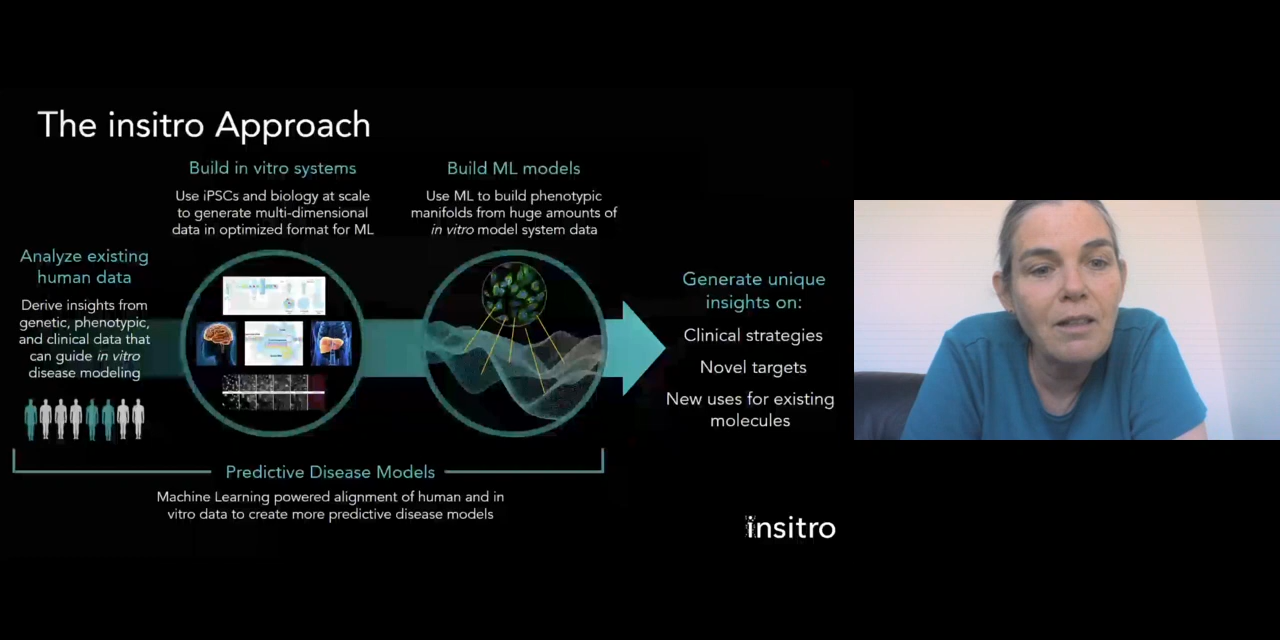 The insitro Approach
Build in vitro systems
Use iPSCs and biology at scale
to generate multi-dimensional
data in optimized format for ML
Build ML models
Use ML to build phenotypic
manifolds from huge amounts of
in vitro model system data
Analyze existing
human data
Derive insights from
genetic, phenotypic,
and clinical data that
can guide in vitro
disease modeling
Generate unique
insights on:
Clinical strategies
Novel targets
New uses for existing
molecules
Predictive Disease Models
Machine Learning powered alignment of human and in
vitro data to create more predictive disease models
insitro